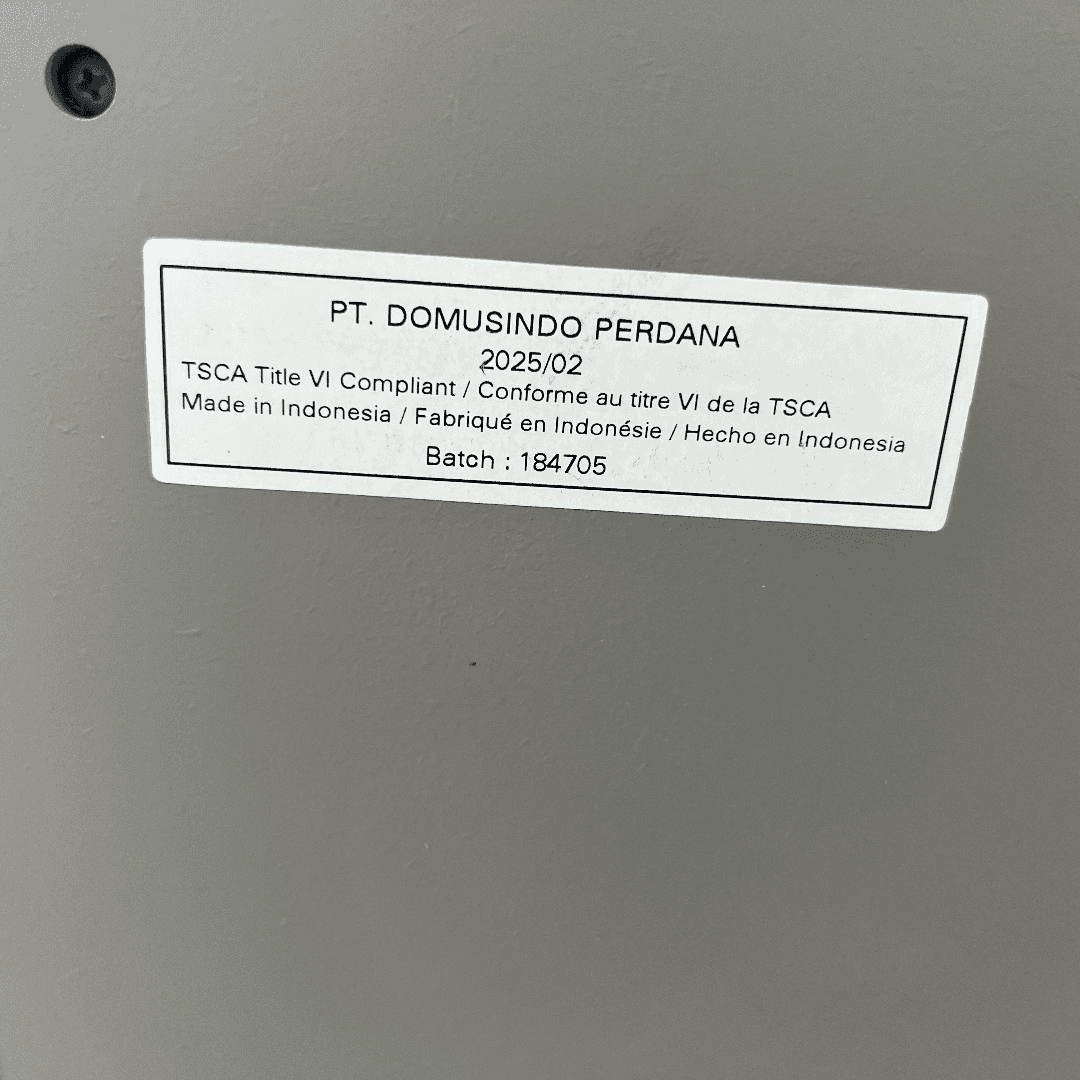 PT. DOMUSINDO PERDANA
2025/02
TSCA Title VI Compliant / Conforme au titre VI de la TSCA
Made in Indonesia / Fabriqué en Indonésie / Hecho en Indonesia
Batch : 184705